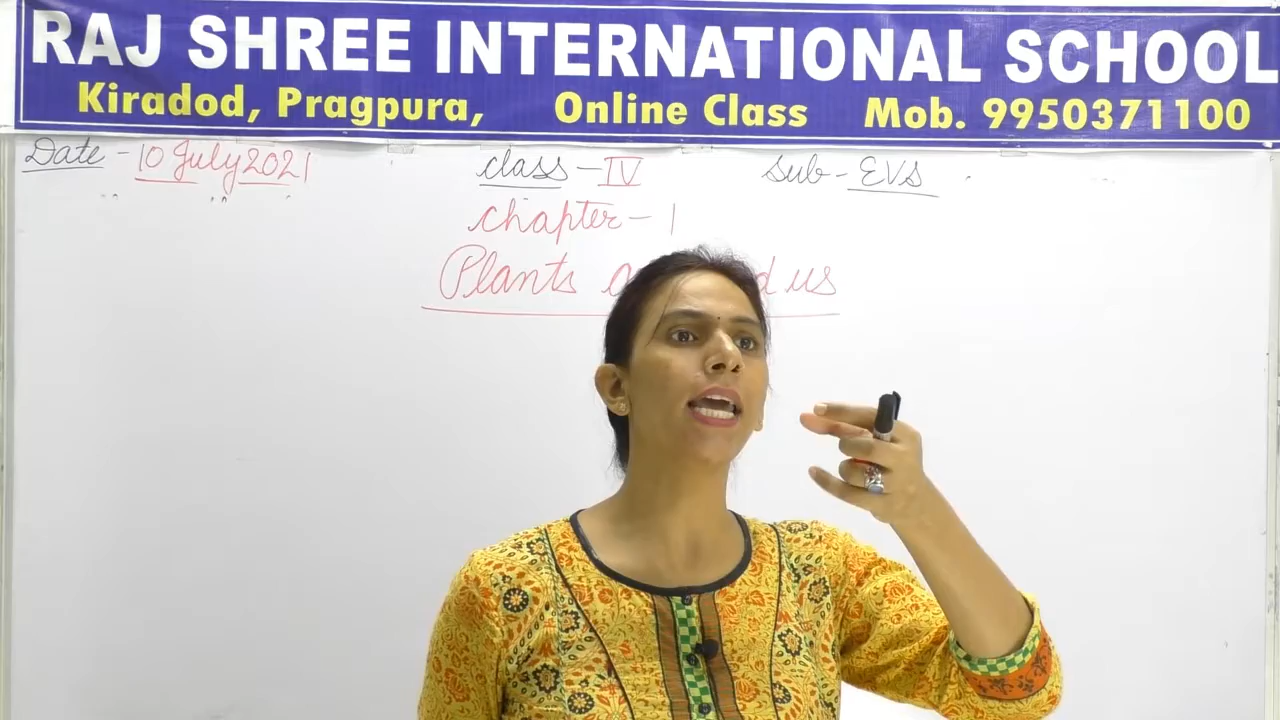 RAJ SHREE INTERNATIONAL SCHOOL
Kiradod, Pragpura, Online Class Mob. 9950371100
Date - 10 July 2021 class - IV Sub - EVS
chapter - 1
Plants us